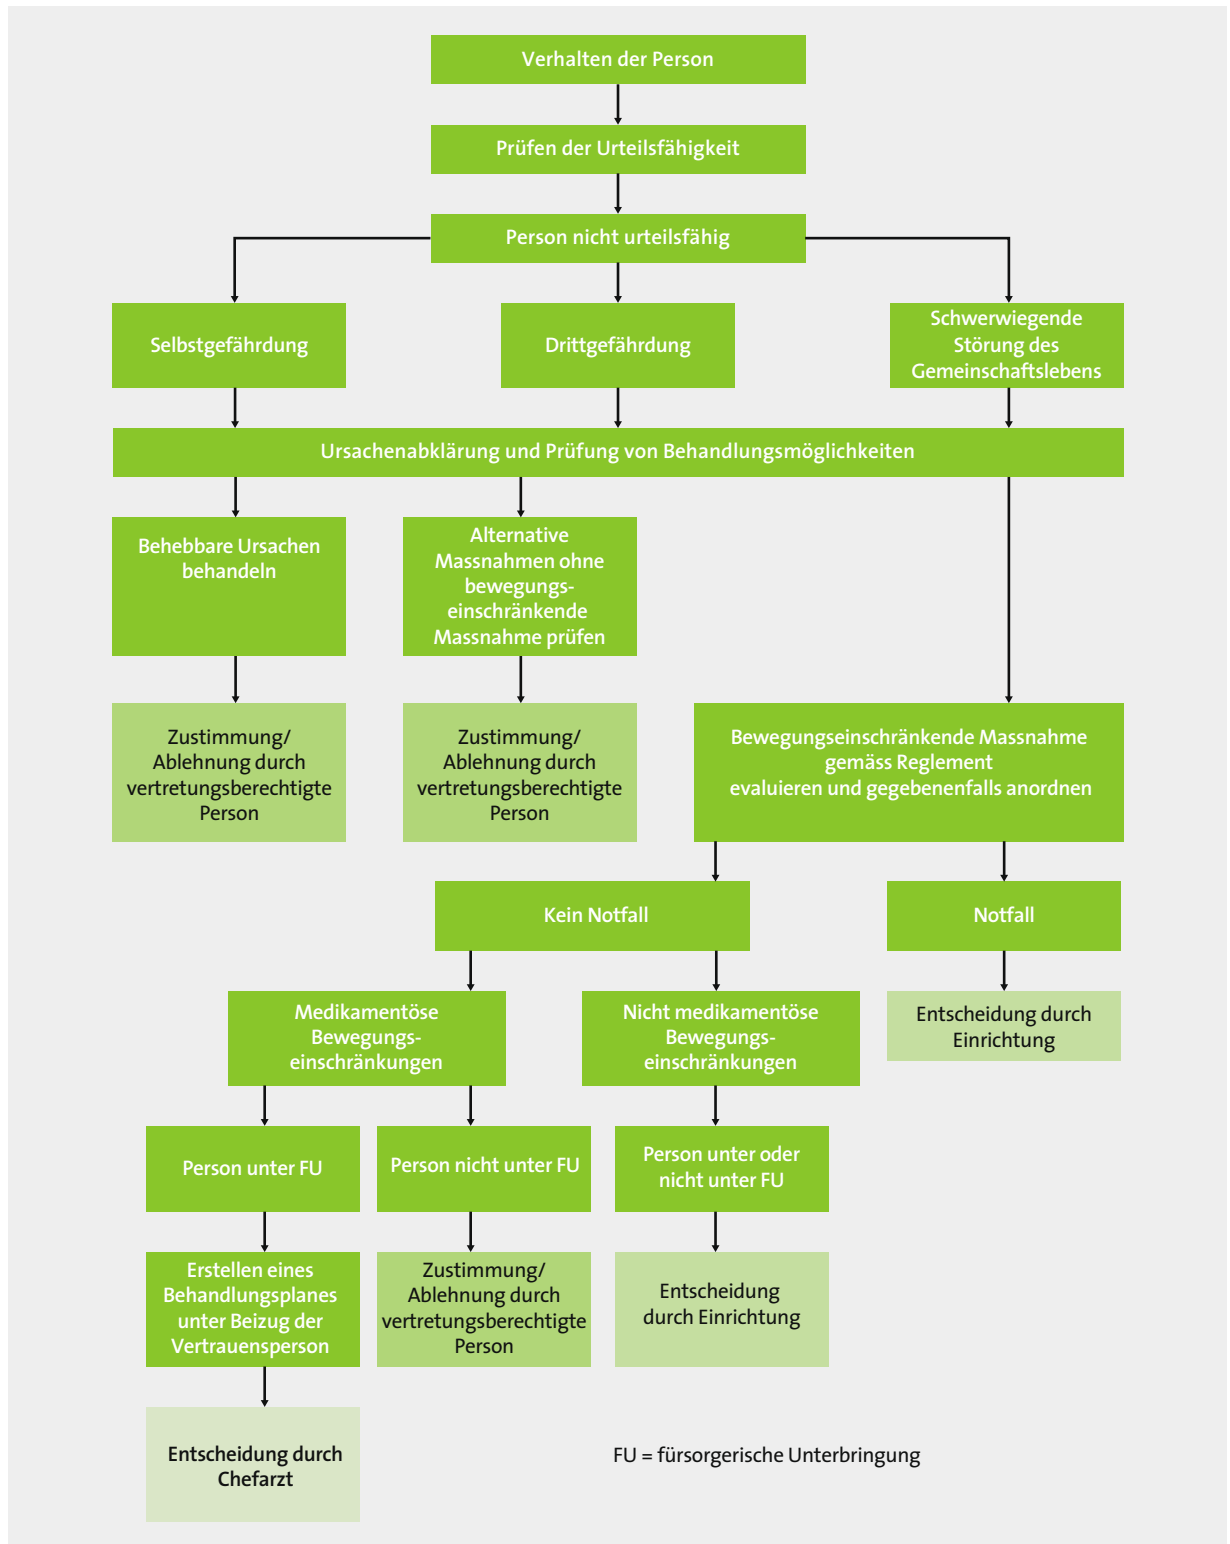 Verhalten der Person
Prüfen der Urteilsfähigkeit
Person nicht urteilsfähig
Selbstgefährdung
Drittgefährdung
Schwerwiegende
Störung des
Gemeinschaftslebens
Ursachenabklärung und Prüfung von Behandlungsmöglichkeiten
Behebbare Ursachen
behandeln
Alternative
Massnahmen ohne
bewegungs-
einschränkende
Massnahme prüfen
Zustimmung/
Ablehnung durch
vertretungsberechtigte
Person
Zustimmung/
Ablehnung durch
vertretungsberechtigte
Person
Bewegungseinschränkende Massnahme
gemäss Reglement
evaluieren und gegebenenfalls anordnen
Kein Notfall
Notfall
Medikamentöse
Bewegungs-
einschränkungen
Nicht medikamentöse
Bewegungs-
einschränkungen
Entscheidung durch
Einrichtung
Person unter FU
Person nicht unter FU
Person unter oder
nicht unter FU
Erstellen eines
Behandlungsplanes
unter Beizug der
Vertrauensperson
Zustimmung/
Ablehnung durch
vertretungsberechtigte
Person
Entscheidung
durch Einrichtung
Entscheidung durch
Chefarzt
FU = fürsorgerische Unterbringung